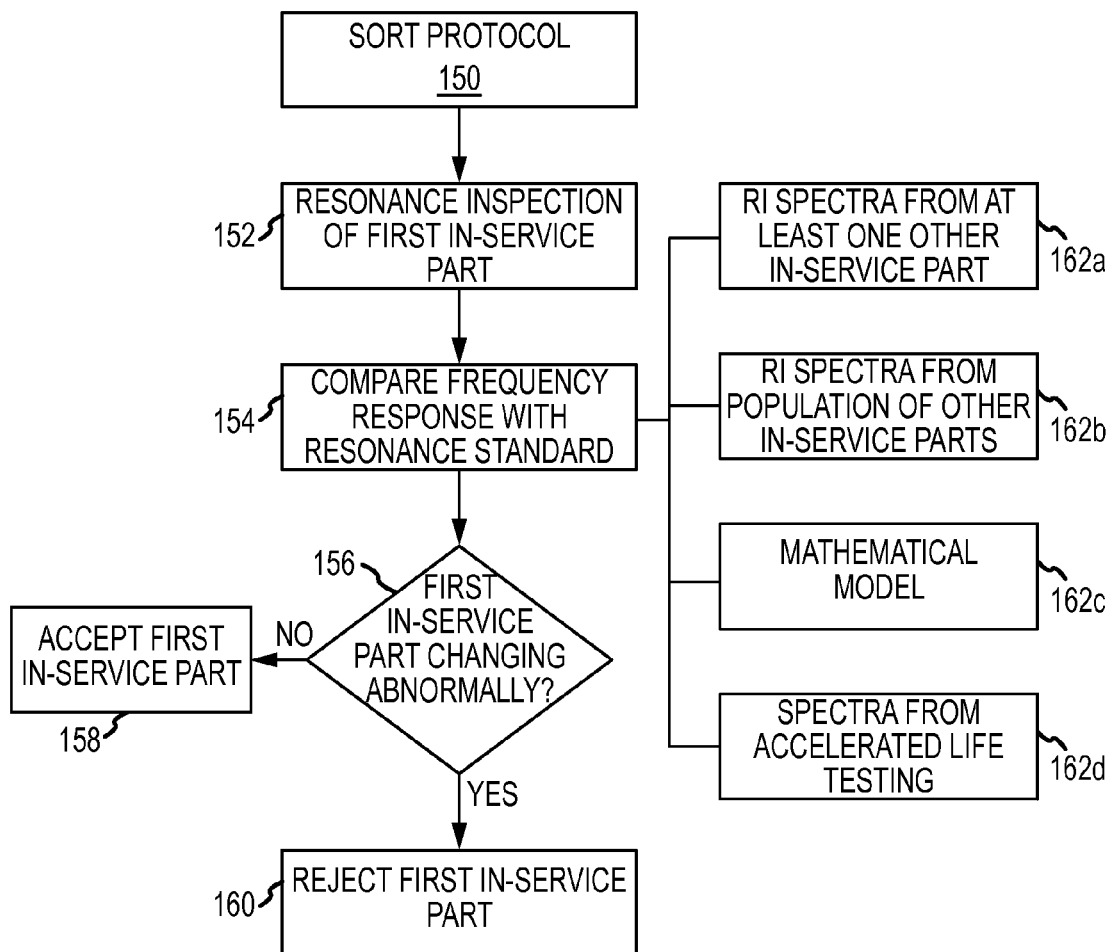 SORT PROTOCOL
150
152
RESONANCE INSPECTION
OF FIRST IN-SERVICE
PART
RI SPECTRA FROM AT
LEAST ONE OTHER
IN-SERVICE PART
162a
154
COMPARE FREQUENCY
RESPONSE WITH
RESONANCE STANDARD
RI SPECTRA FROM
POPULATION OF OTHER
IN-SERVICE PARTS
162b
156
FIRST
IN-SERVICE
PART CHANGING
ABNORMALLY?
MATHEMATICAL
MODEL
162c
NO
ACCEPT FIRST
IN-SERVICE PART
158
SPECTRA FROM
ACCELERATED LIFE
TESTING
162d
YES
160
REJECT FIRST IN-SERVICE
PART